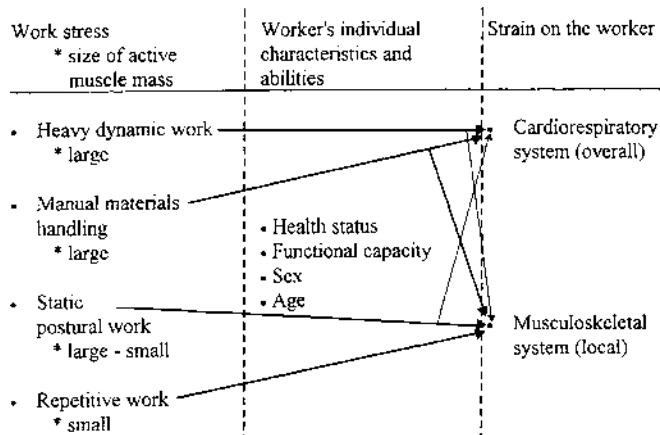 Work stress
* size of active
muscle mass
Worker's individual
characteristics and
abilities
Strain on the worker
• Heavy dynamic work
* large
• Manual materials
handling
* large
• Static
postural work
* large - small
• Repetitive work
* small
• Health status
• Functional capacity
• Sex
• Age
• Cardiorespiratory
system (overall)
• Musculoskeletal
system (local)